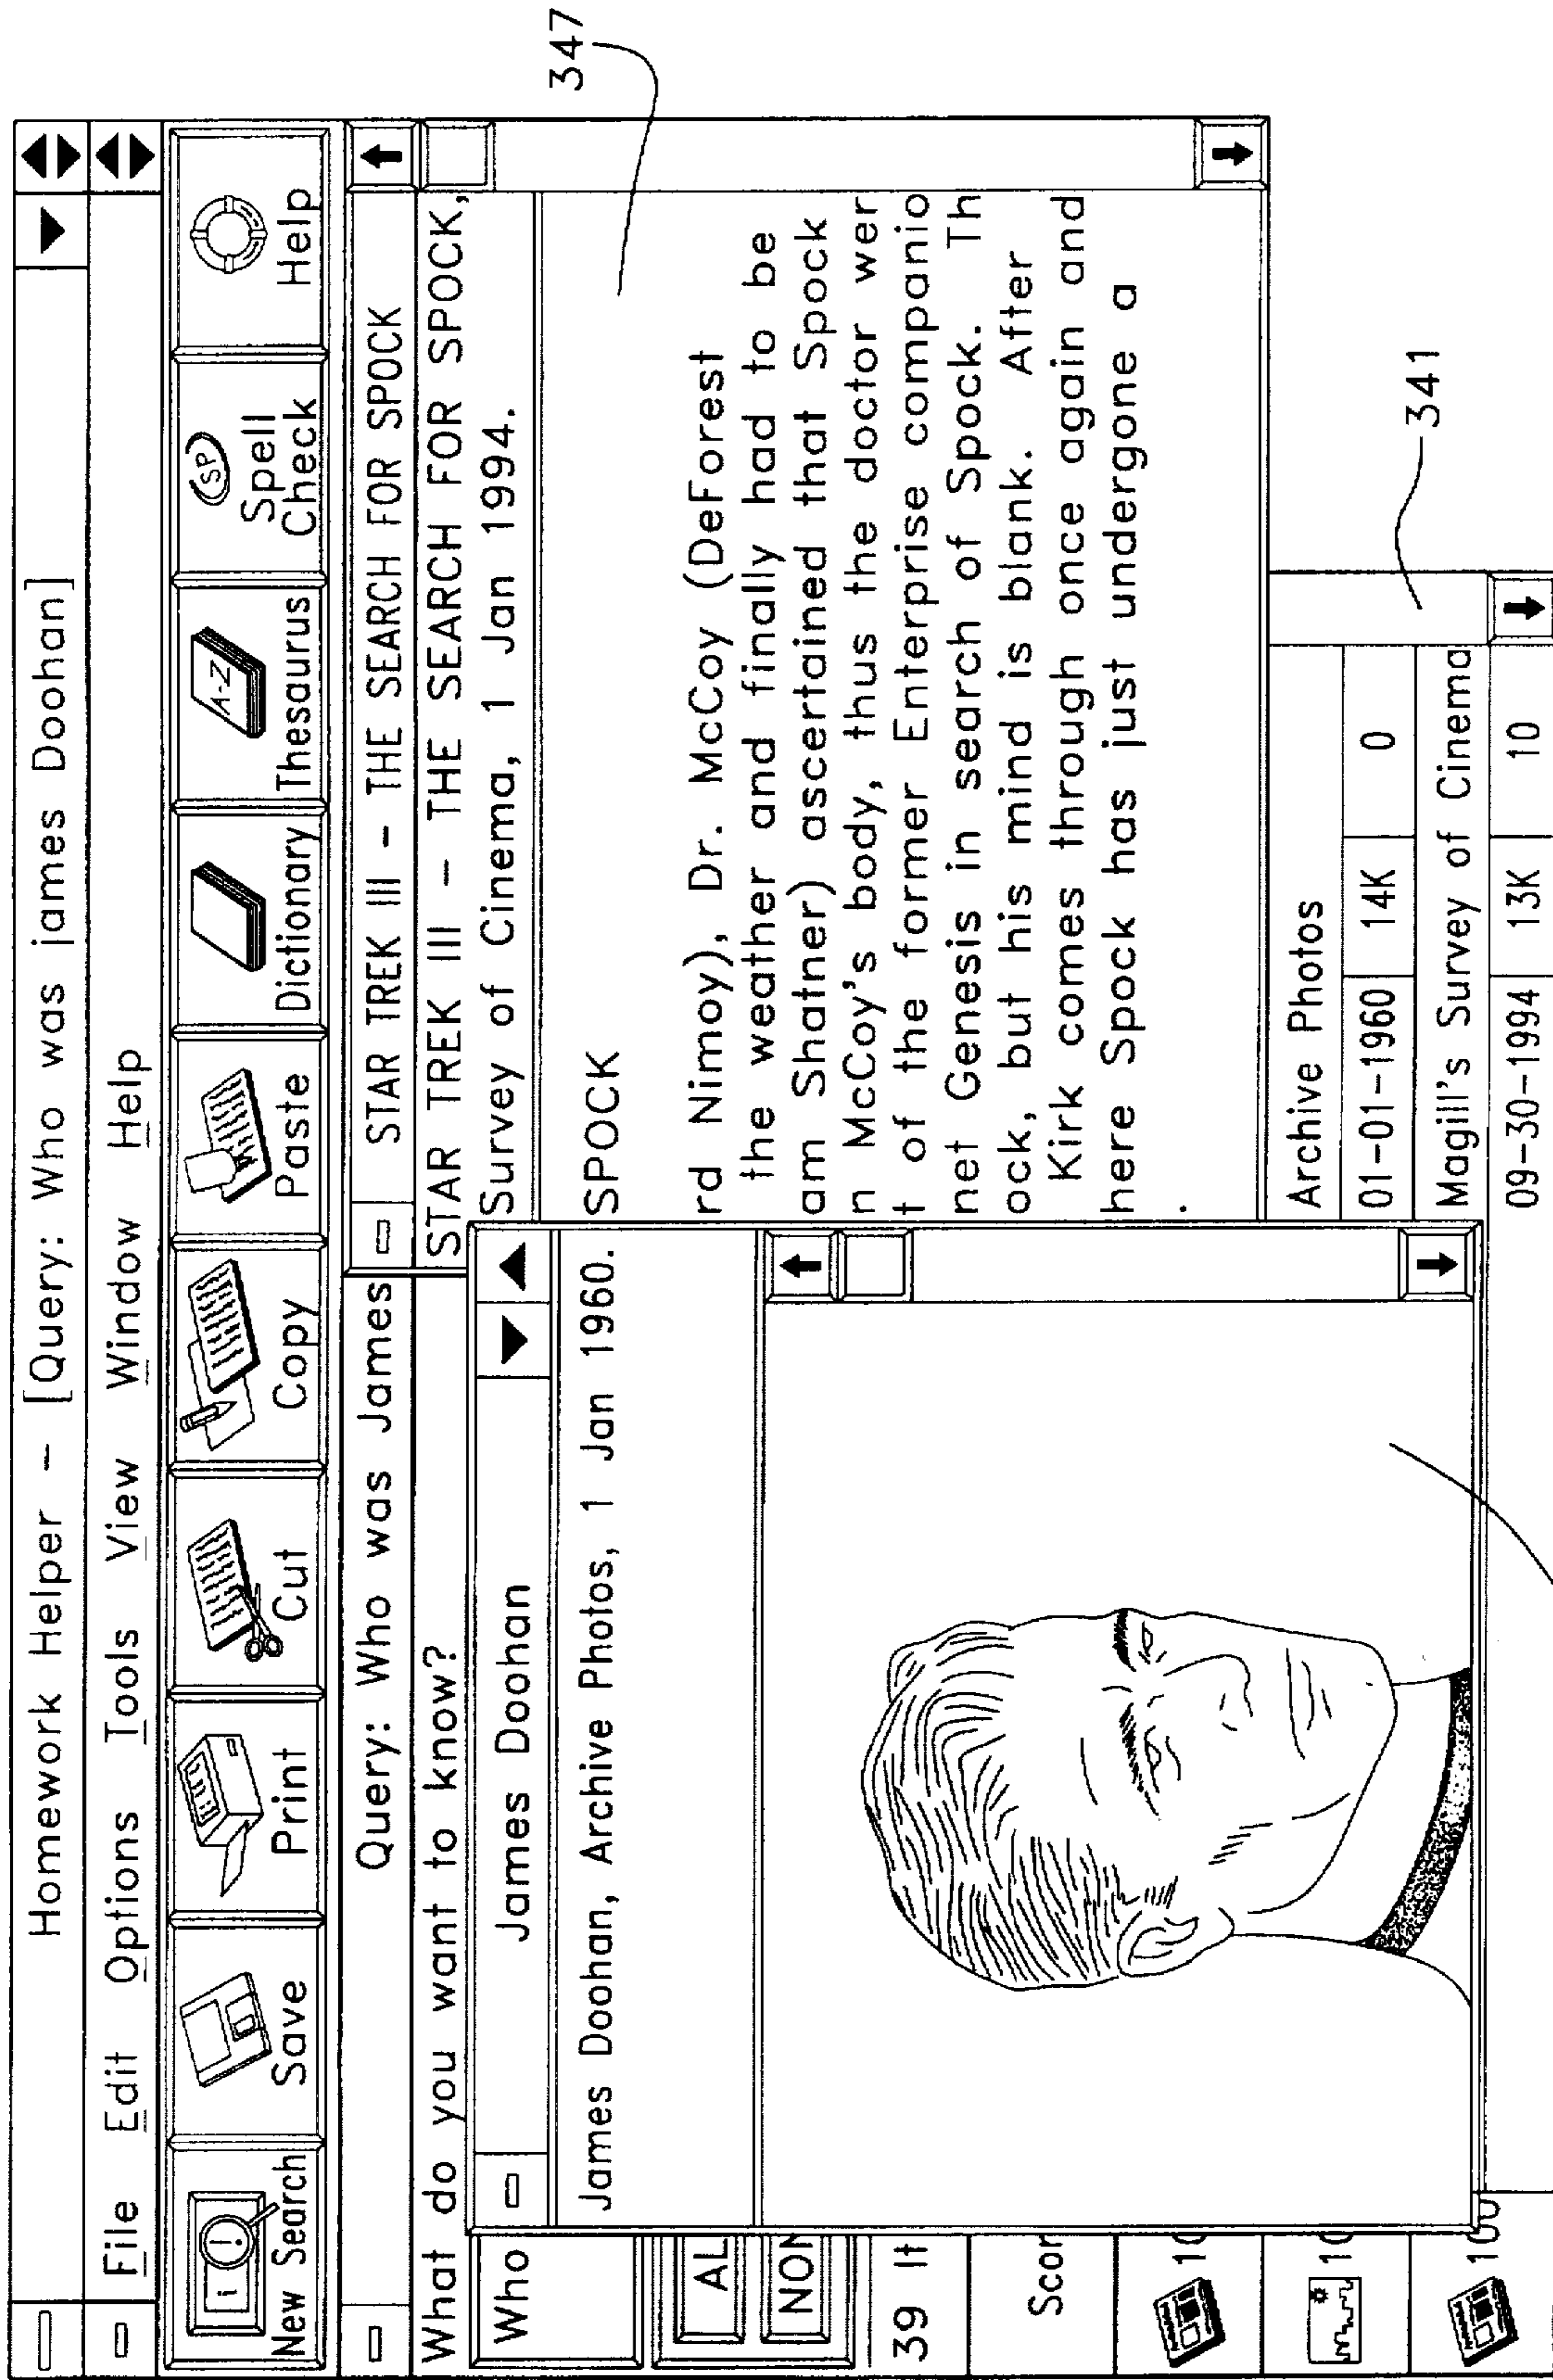 Homework Helper – [Query: Who was james Doohan]
File Edit Options Tools View Window Help
New Search
Save
Print
Cut
Copy
Paste
Dictionary
A-Z
Thesaurus
SP
Spell
Check
Help
Query: Who was James
What do you want to know?
Who
AL
NON
39 It
Scor
10
10
100
STAR TREK III – THE SEARCH FOR SPOCK
STAR TREK III – THE SEARCH FOR SPOCK,
Survey of Cinema, 1 Jan 1994.
SPOCK
rd Nimoy), Dr. McCoy (DeForest
the weather and finally had to be
am Shatner) ascertained that Spock
n McCoy's body, thus the doctor wer
t of the former Enterprise companio
net Genesis in search of Spock. Th
ock, but his mind is blank. After
Kirk comes through once again and
here Spock has just undergone a
.
347
James Doohan
James Doohan, Archive Photos, 1 Jan 1960.
Archive Photos
01–01–1960 14K 0
Magill's Survey of Cinema
09–30–1994 13K 10
341